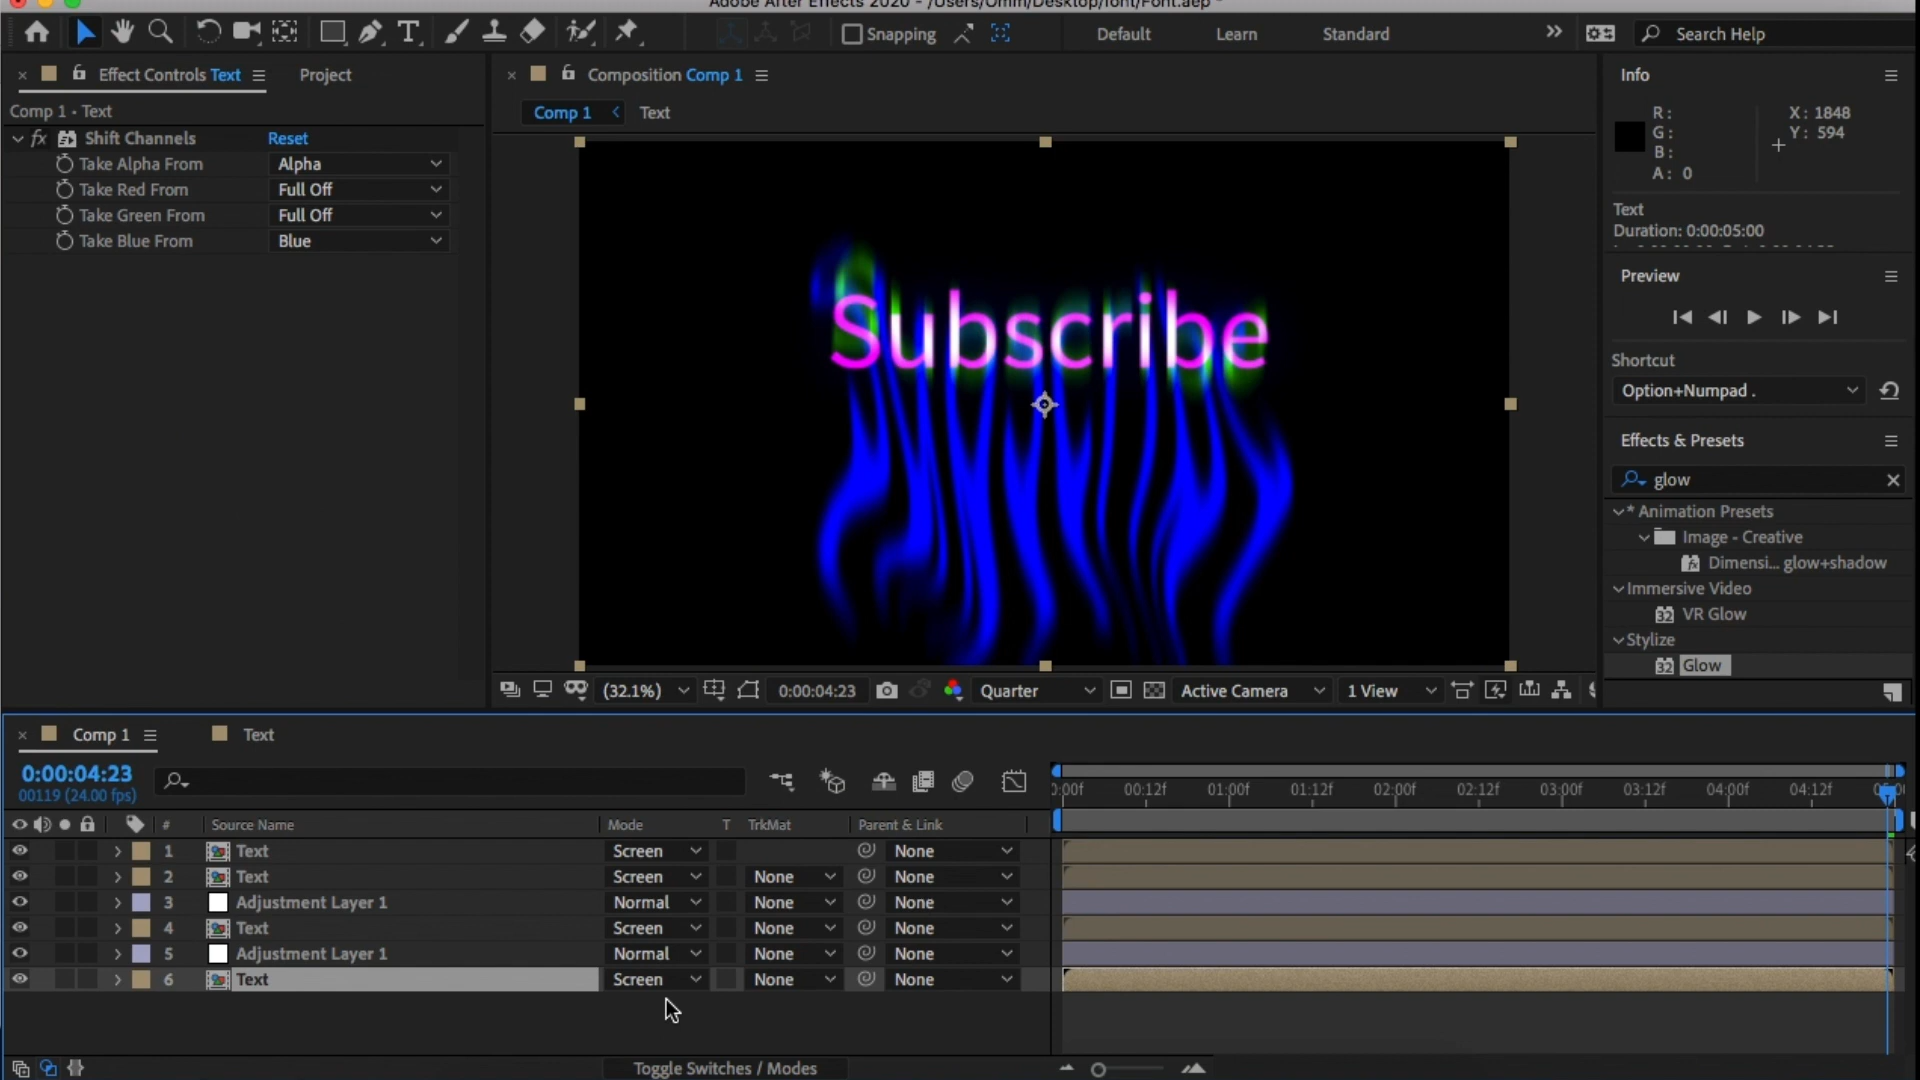 Adobe After Effects 2020 - /Users/Omm/Desktop/font/Font.aep *
Snapping
Default
Learn
Standard
Search Help
Effect Controls Text
Project
Comp 1 • Text
fx Shift Channels Reset
Take Alpha From Alpha
Take Red From Full Off
Take Green From Full Off
Take Blue From Blue
Composition Comp 1
Comp 1 < Text
Subscribe
(32.1%) 0:00:04:23 Quarter Active Camera 1 View
Info
R:
G:
B:
A: 0
X: 1848
Y: 594
Text
Duration: 0:00:05:00
Preview
Shortcut
Option+Numpad .
Effects & Presets
glow
* Animation Presets
Image - Creative
Dimensi... glow+shadow
Immersive Video
VR Glow
Stylize
Glow
Comp 1
Text
0:00:04:23
00119 (24.00 fps)
# Source Name Mode T TrkMat Parent & Link
1 Text Screen None
2 Text Screen None None
3 Adjustment Layer 1 Normal None None
4 Text Screen None None
5 Adjustment Layer 1 Normal None None
6 Text Screen None None
00:12f 01:00f 01:12f 02:00f 02:12f 03:00f 03:12f 04:00f 04:12f
Toggle Switches / Modes